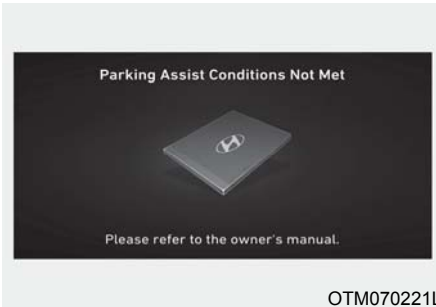 Parking Assist Conditions Not Met
Please refer to the owner's manual.
OTM070221L